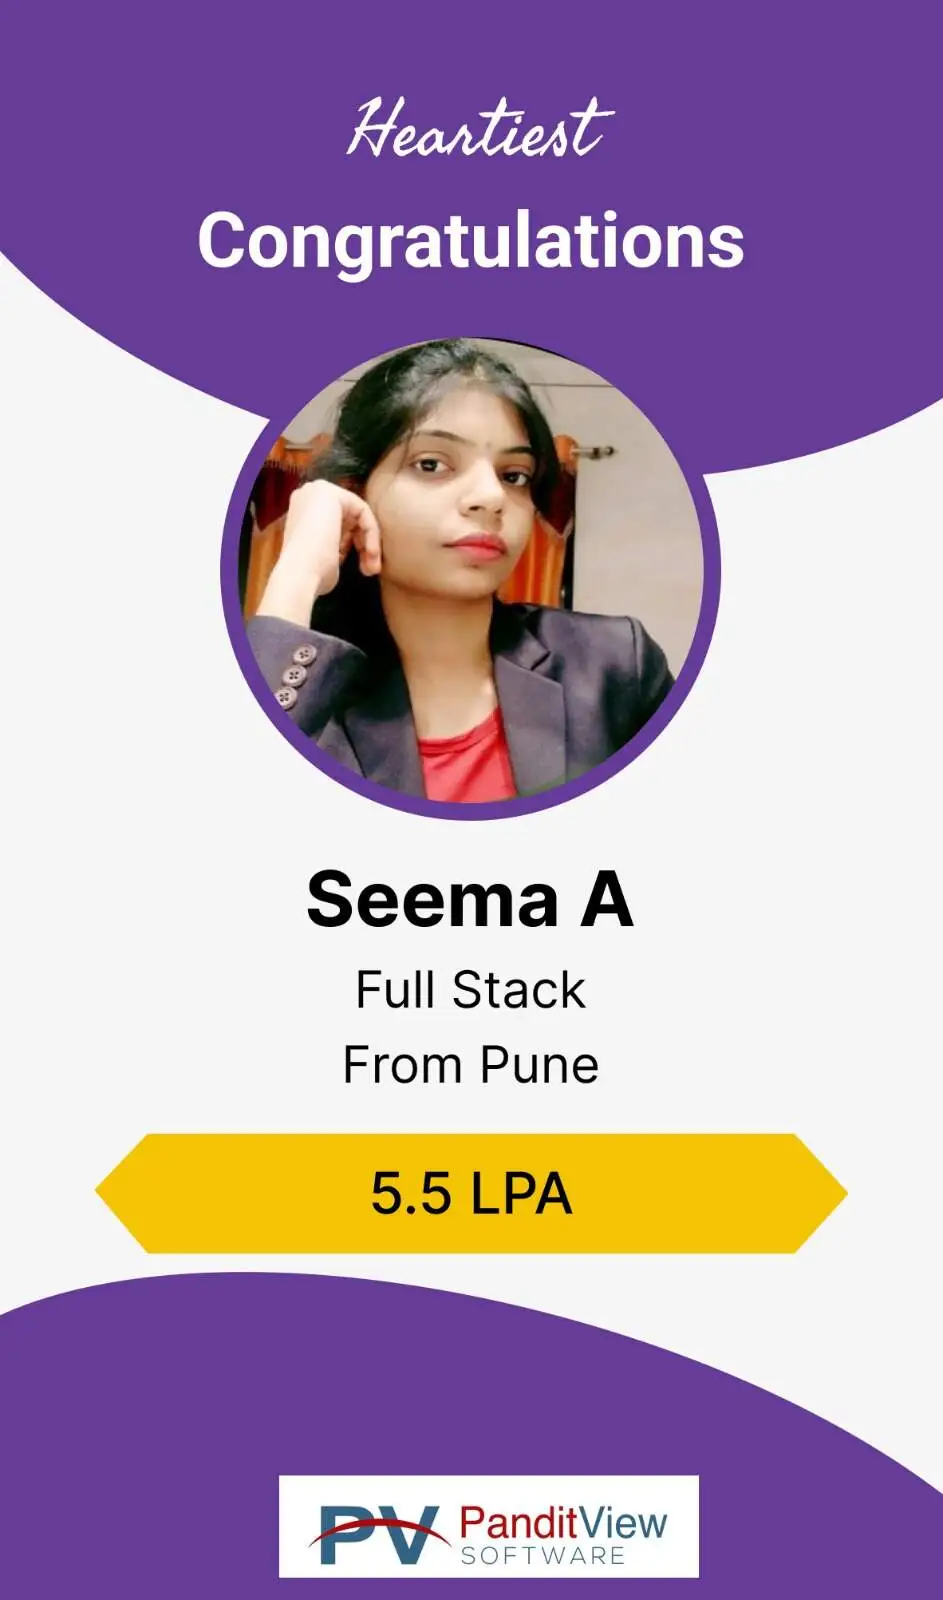 Heartiest
Congratulations
Seema A
Full Stack
From Pune
5.5 LPA
PV PanditView
SOFTWARE